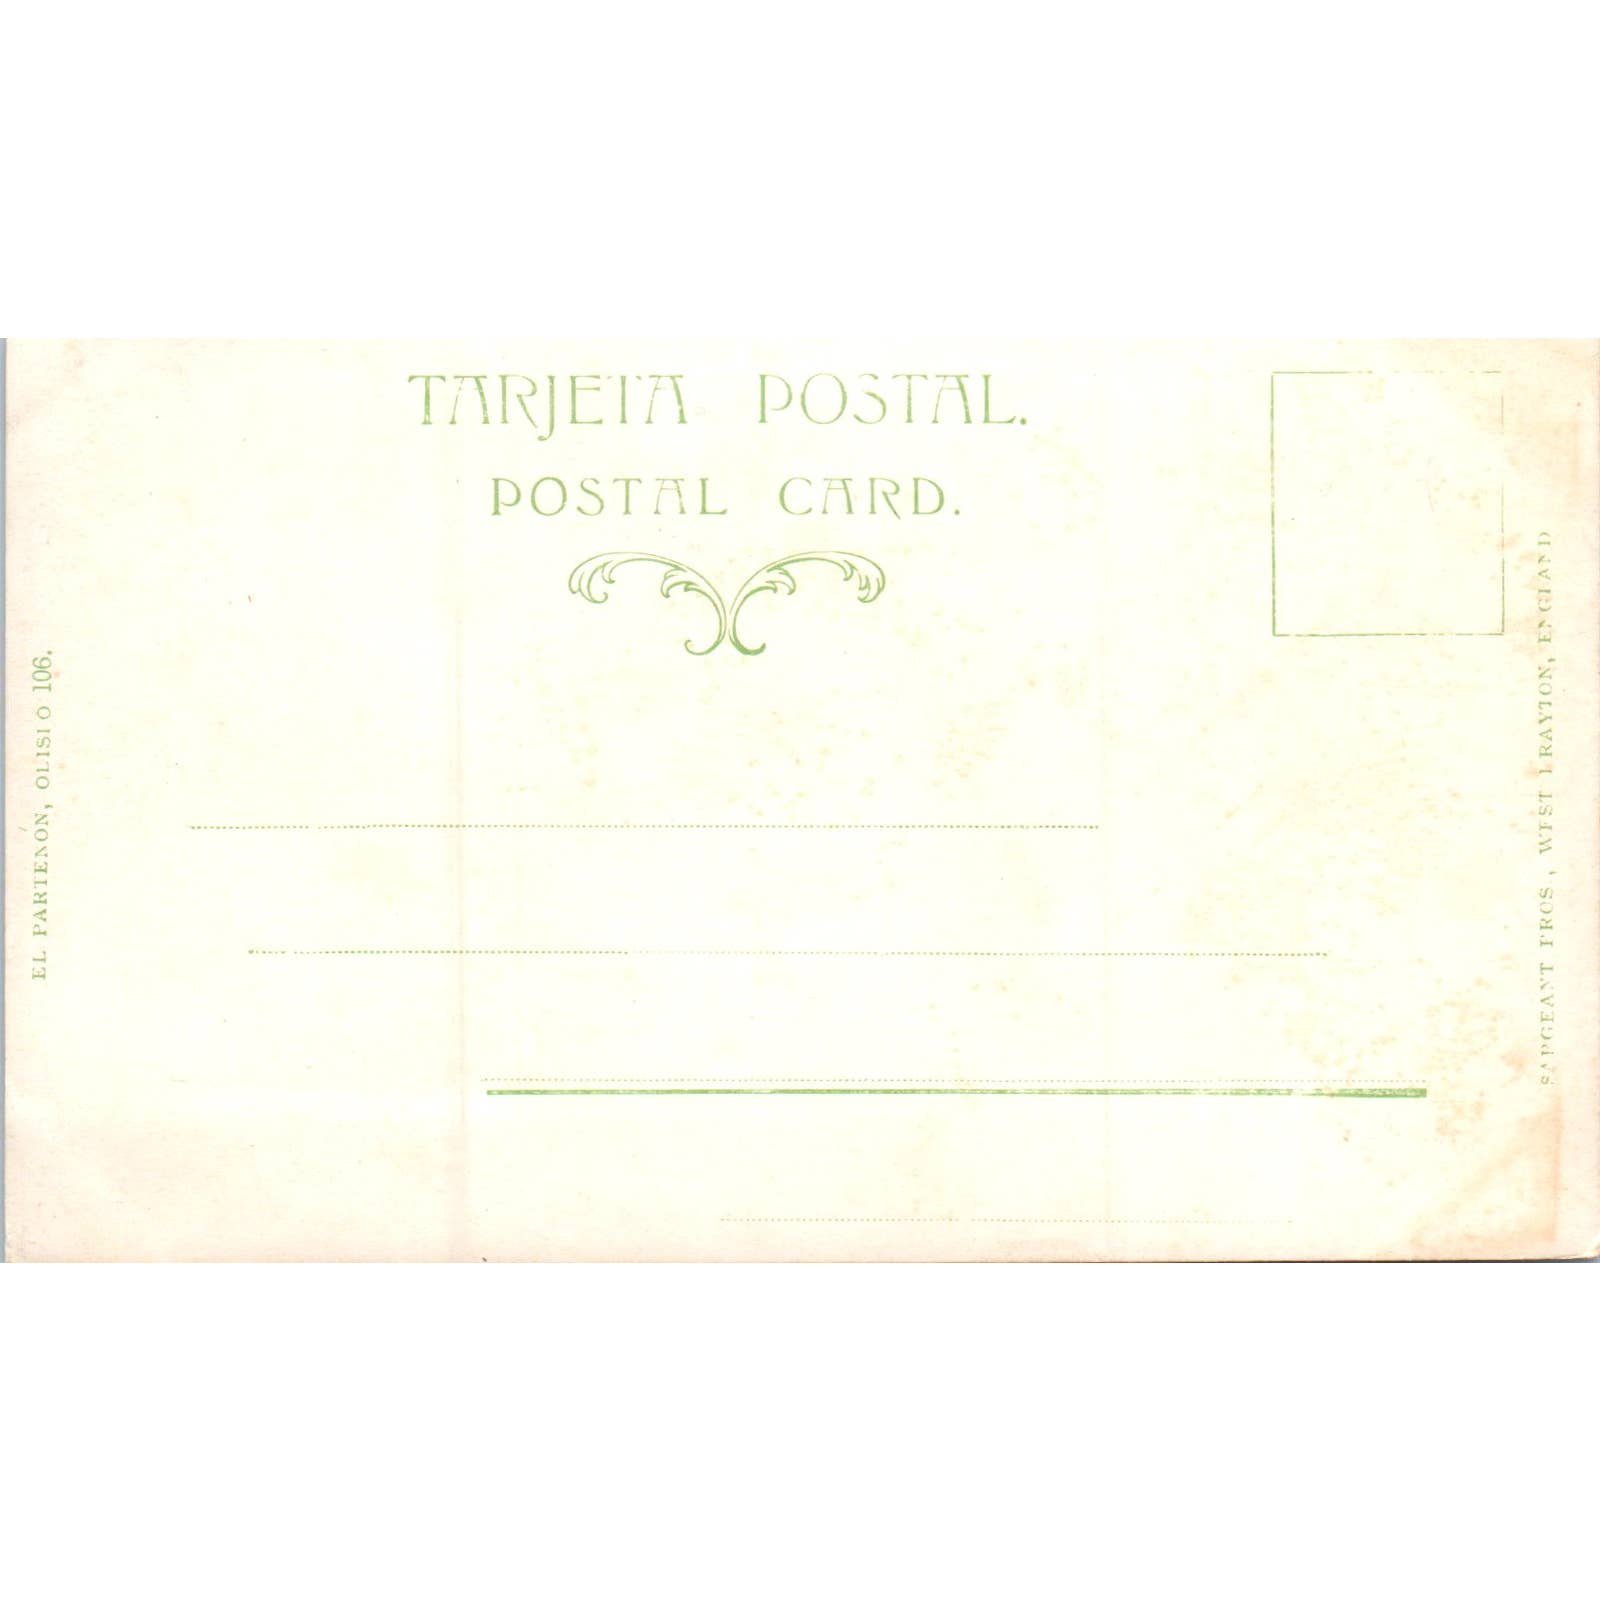 TARJETA POSTAL.
POSTAL CARD.
EL PARTENON, OLISIO 106.
SARGEANT BROS, WEST DRAYTON, ENGLAND